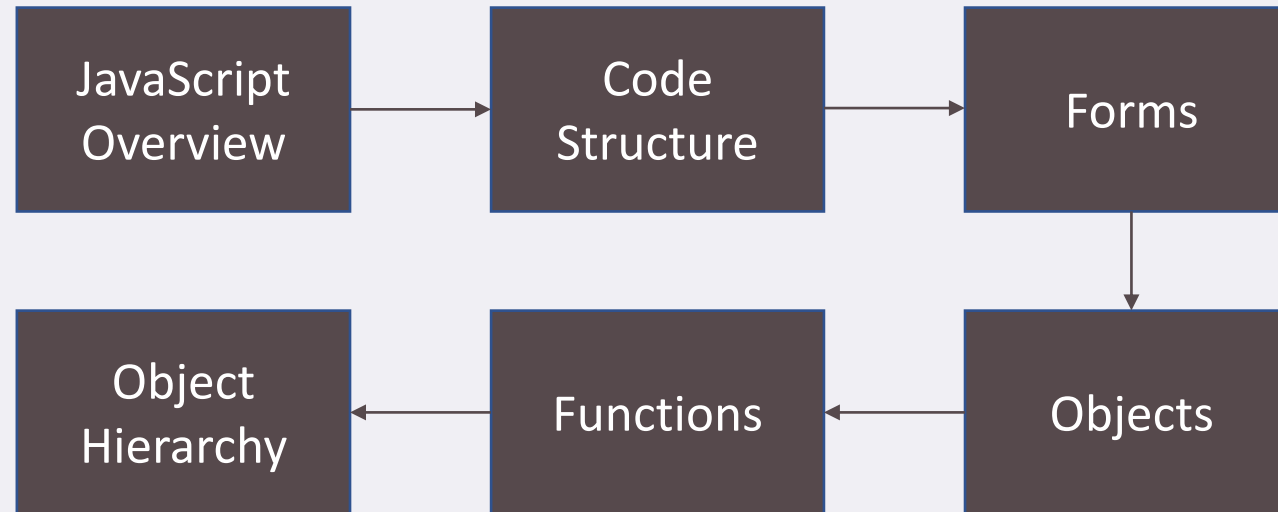 JavaScript
Overview
Code
Structure
Forms
Object
Hierarchy
Functions
Objects